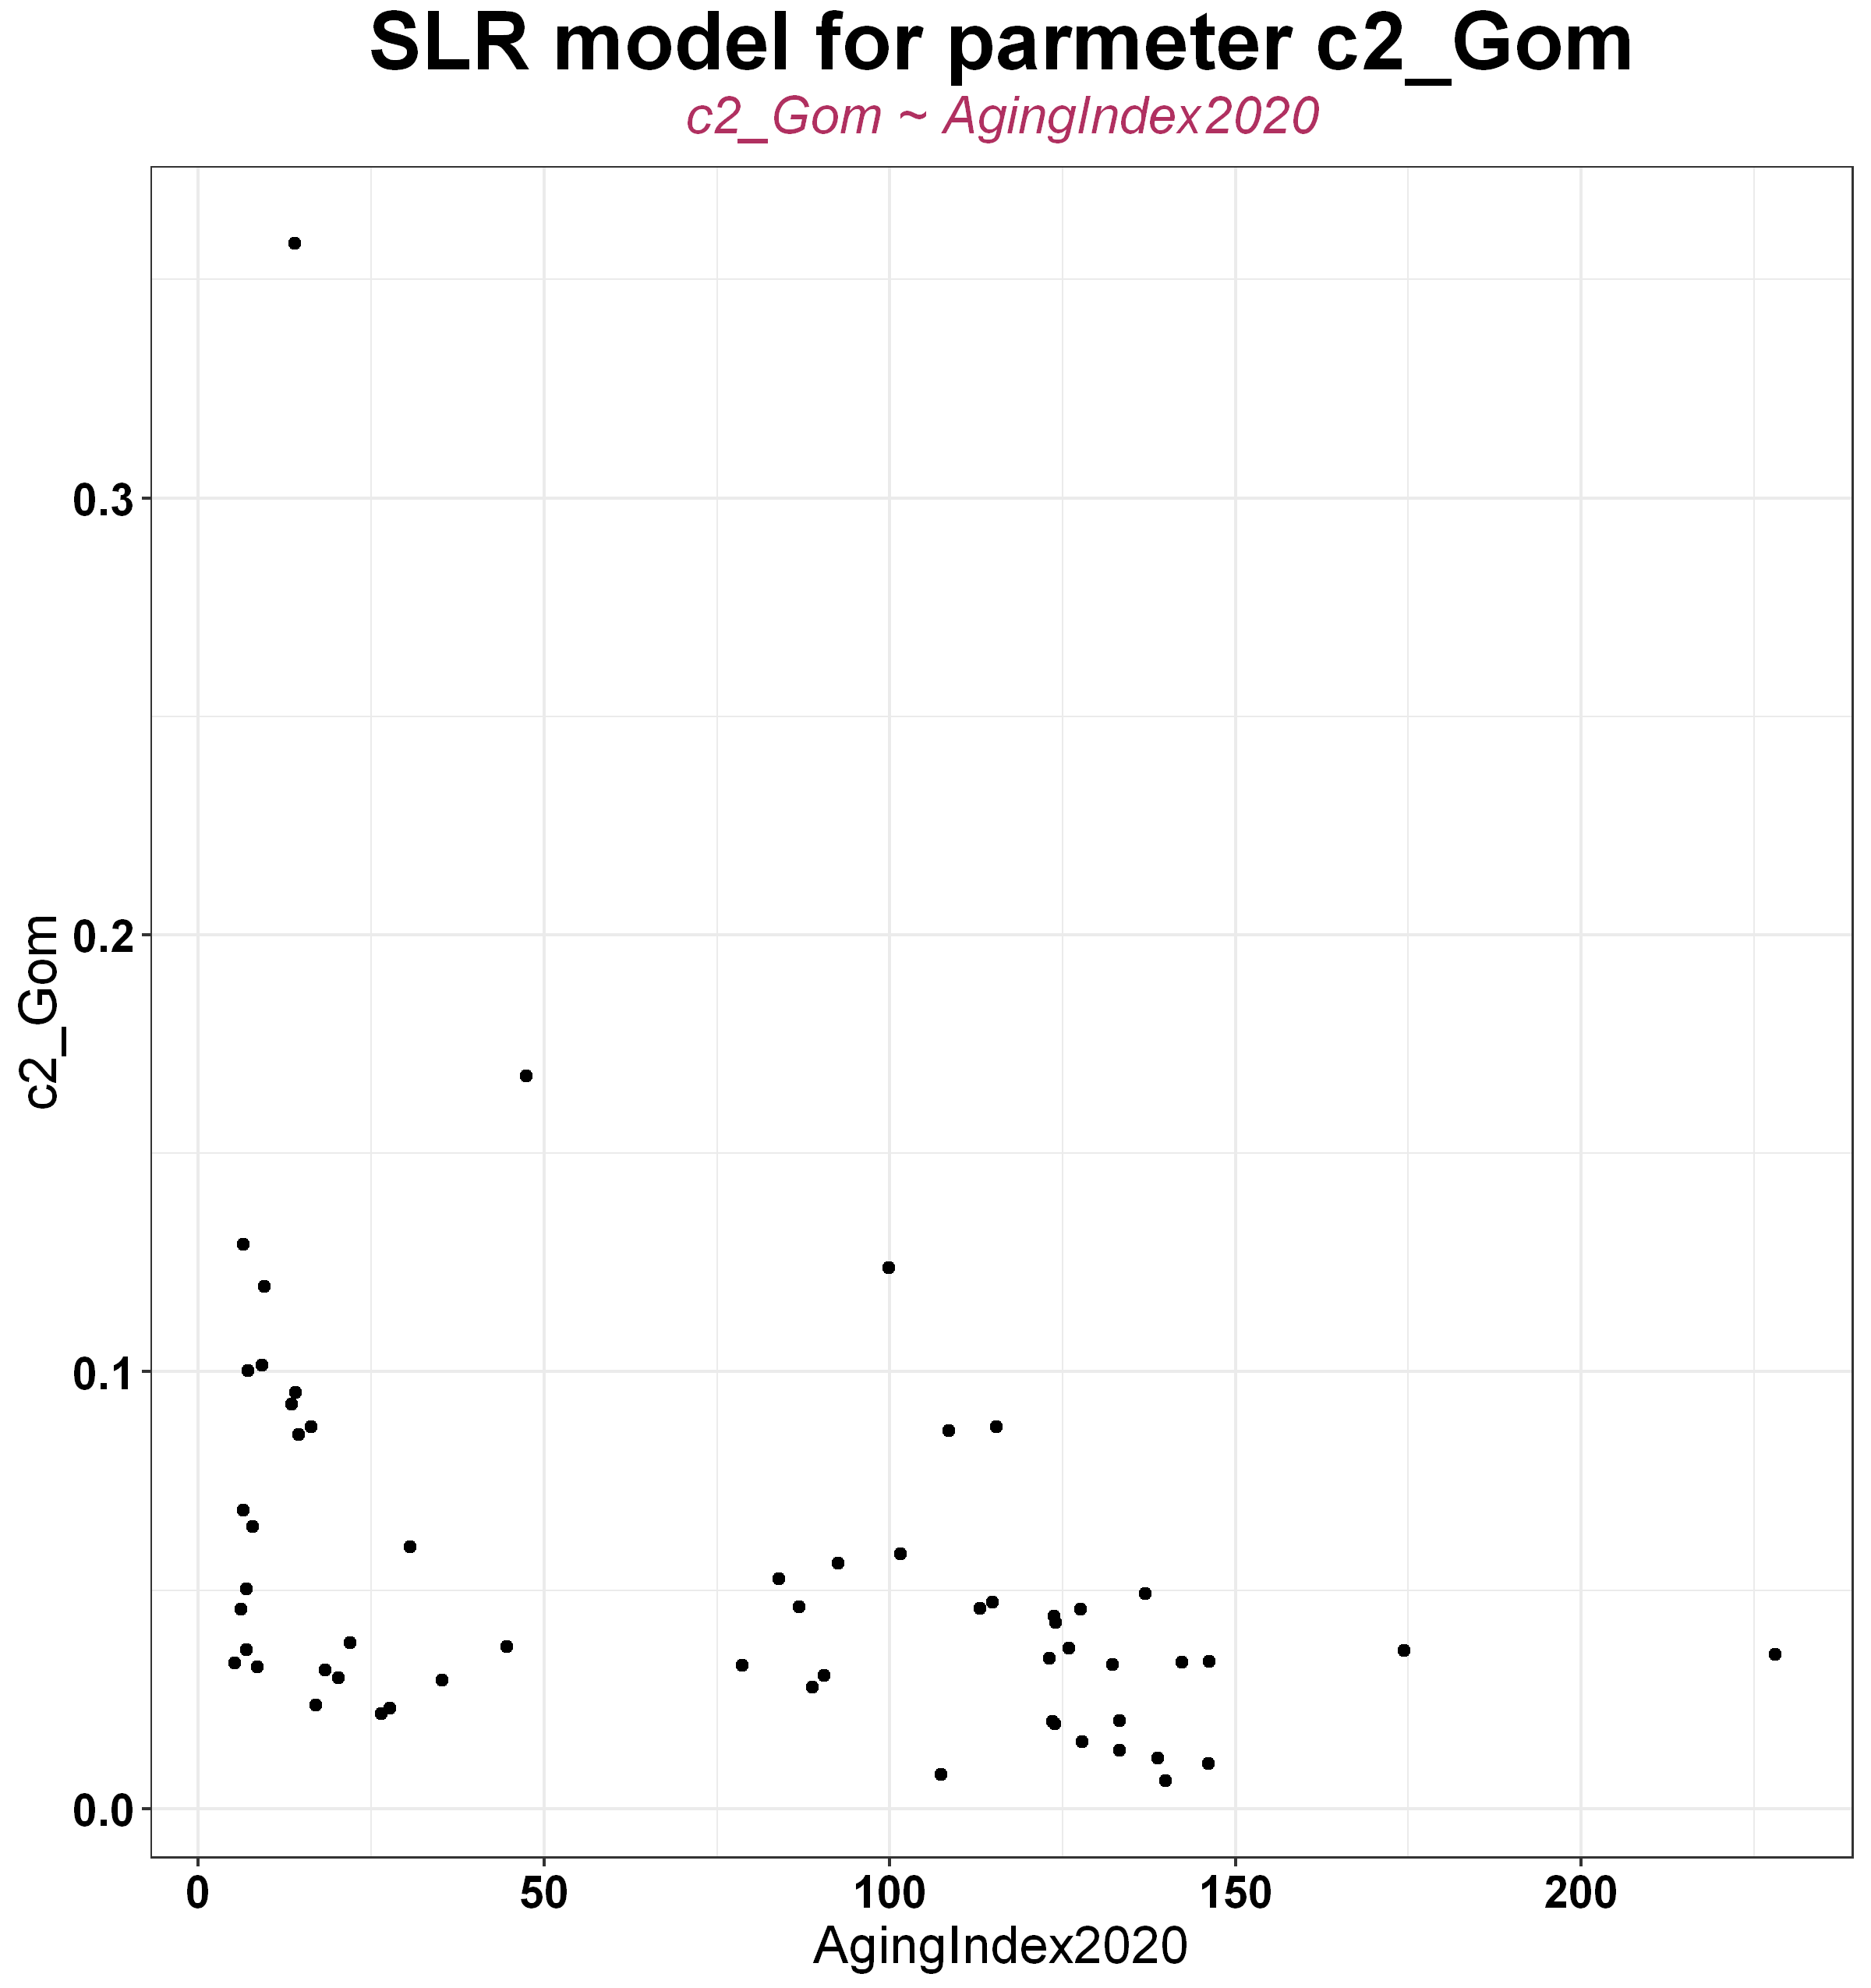 SLR model for parmeter c2_Gom
c2_Gom ~ AgingIndex2020
0.3
0.2
0.1
0.0
c2_Gom
0 50 100 150 200
AgingIndex2020